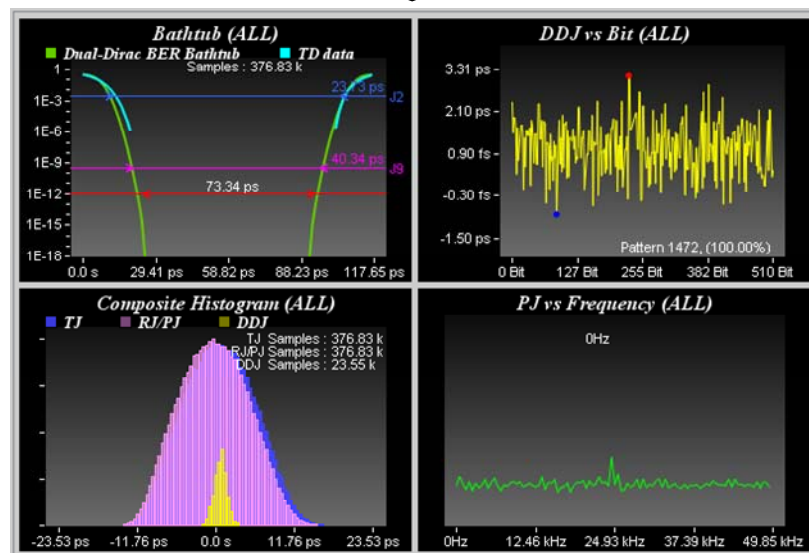 Bathtub (ALL)
Dual-Dirac BER Bathtub TD data
Samples : 376.83 k
1
1E-3
1E-6
1E-9
1E-12
1E-15
1E-18
23.73 ps J2
40.34 ps J9
73.34 ps
0.0 s 29.41 ps 58.82 ps 88.23 ps 117.65 ps
DDJ vs Bit (ALL)
3.31 ps
2.10 ps
0.90 fs
-0.30 ps
-1.50 ps
Pattern 1472, (100.00%)
0 Bit 127 Bit 255 Bit 382 Bit 510 Bit
Composite Histogram (ALL)
TJ RJ/PJ DDJ
TJ Samples : 376.83 k
RJ/PJ Samples : 376.83 k
DDJ Samples : 23.55 k
-23.53 ps -11.76 ps 0.0 s 11.76 ps 23.53 ps
PJ vs Frequency (ALL)
0Hz
0Hz 12.46 kHz 24.93 kHz 37.39 kHz 49.85 kHz